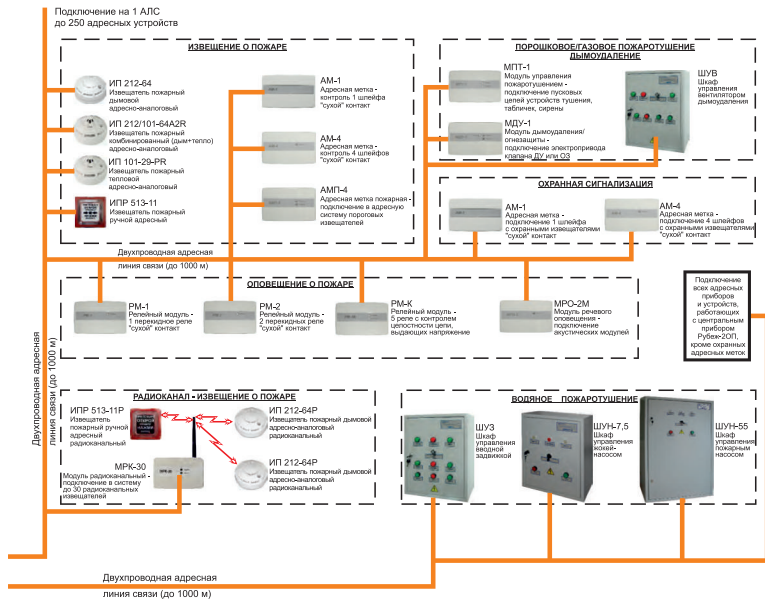 Подключение на 1 АЛС
до 250 адресных устройств
ИЗВЕЩЕНИЕ О ПОЖАРЕ
ИП 212-64
Извещатель пожарный
дымовой
адресно-аналоговый
ИП 212/101-64А2R
Извещатель пожарный
комбинированный (дым+тепло)
адресно-аналоговый
ИП 101-29-PR
Извещатель пожарный
тепловой
адресно-аналоговый
ИПР 513-11
Извещатель пожарный
ручной адресный
АМ-1
Адресная метка -
контроль 1 шлейфа
"сухой" контакт
АМ-4
Адресная метка -
контроль 4 шлейфов
"сухой" контакт
АМП-4
Адресная метка пожарная -
подключение в адресную
систему пороговых
извещателей
ПОРОШКОВОЕ/ГАЗОВОЕ ПОЖАРОТУШЕНИЕ
ДЫМОУДАЛЕНИЕ
МПТ-1
Модуль управления
пожаротушением -
подключение пусковых
цепей устройств тушения,
табличек, сирены
МДУ-1
Модуль дымоудаления/
огнезащиты -
подключение электропривода
клапана ДУ или ОЗ
ШУВ
Шкаф
управления
вентилятором
дымоудаления
ОХРАННАЯ СИГНАЛИЗАЦИЯ
АМ-1
Адресная метка -
подключение 1 шлейфа
с охранными извещателями
"сухой" контакт
АМ-4
Адресная метка -
подключение 4 шлейфов
с охранными извещателями
"сухой" контакт
Двухпроводная адресная
линия связи (до 1000 м)
ОПОВЕЩЕНИЕ О ПОЖАРЕ
РМ-1
Релейный модуль -
1 перекидное реле
"сухой" контакт
РМ-2
Релейный модуль -
2 перекидных реле
"сухой" контакт
РМ-К
Релейный модуль -
5 реле с контролем
целостности цепи,
выдающих напряжение
МРО-2М
Модуль речевого
оповещения -
подключение
акустических модулей
Подключение
всех адресных
приборов
и устройств,
работающих
с центральным
прибором
Рубеж-2ОП,
кроме охранных
адресных меток
Двухпроводная адресная
линия связи (до 1000 м)
РАДИОКАНАЛ - ИЗВЕЩЕНИЕ О ПОЖАРЕ
ИПР 513-11Р
Извещатель
пожарный ручной
адресный
радиоканальный
МРК-30
Модуль радиоканальный -
подключение в систему
до 30 радиоканальных
извещателей
ИП 212-64Р
Извещатель пожарный дымовой
адресно-аналоговый
радиоканальный
ИП 212-64Р
Извещатель пожарный дымовой
адресно-аналоговый
радиоканальный
ВОДЯНОЕ ПОЖАРОТУШЕНИЕ
ШУЗ
Шкаф
управления
вводной
задвижкой
ШУН-7,5
Шкаф
управления
жокей-
насосом
ШУН-55
Шкаф
управления
пожарным
насосом
Двухпроводная адресная
линия связи (до 1000 м)